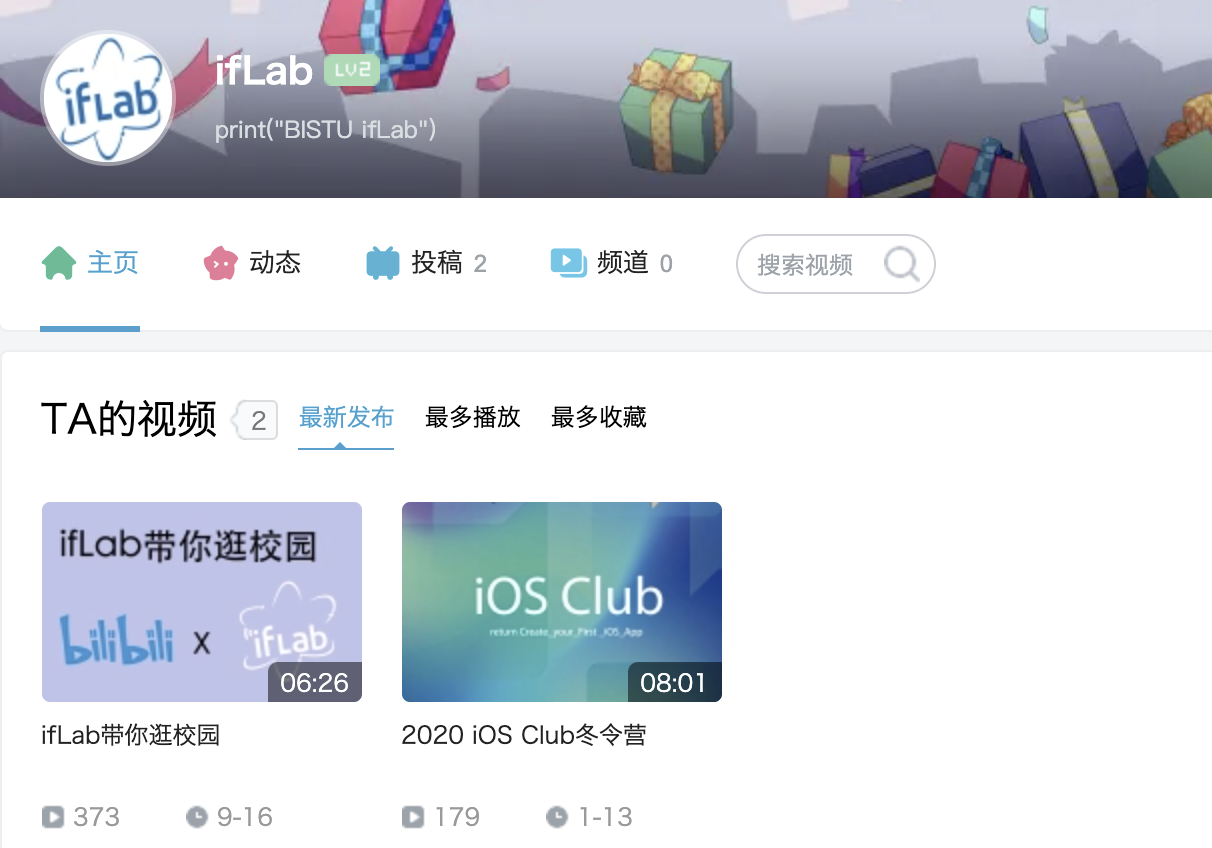 ifLab
ifLab LV2
print("BISTU ifLab")
主页 动态 投稿 2 频道 0 搜索视频
TA的视频 2 最新发布 最多播放 最多收藏
ifLab带你逛校园
bilibili x ifLab
06:26
iOS Club
return Create_your_First_iOS_App
08:01
ifLab带你逛校园 2020 iOS Club冬令营
373 9-16 179 1-13